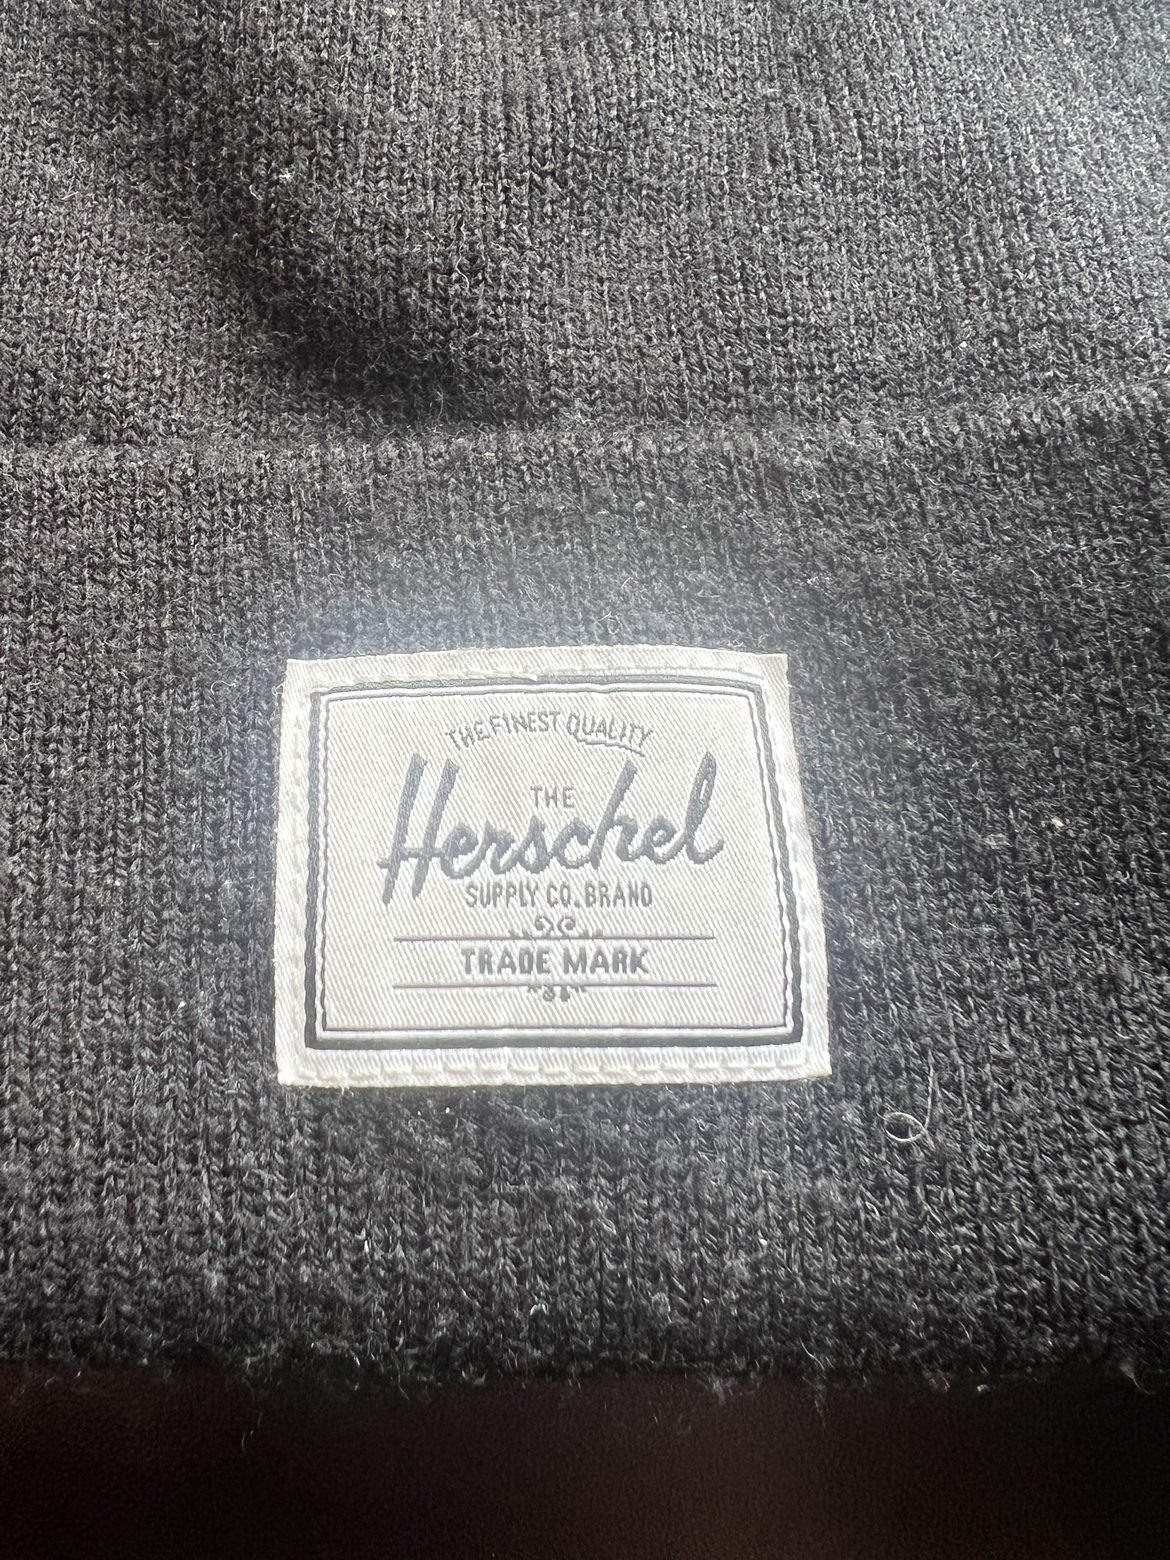 THE FINEST QUALITY
THE
Herschel
SUPPLY CO. BRAND
TRADE MARK